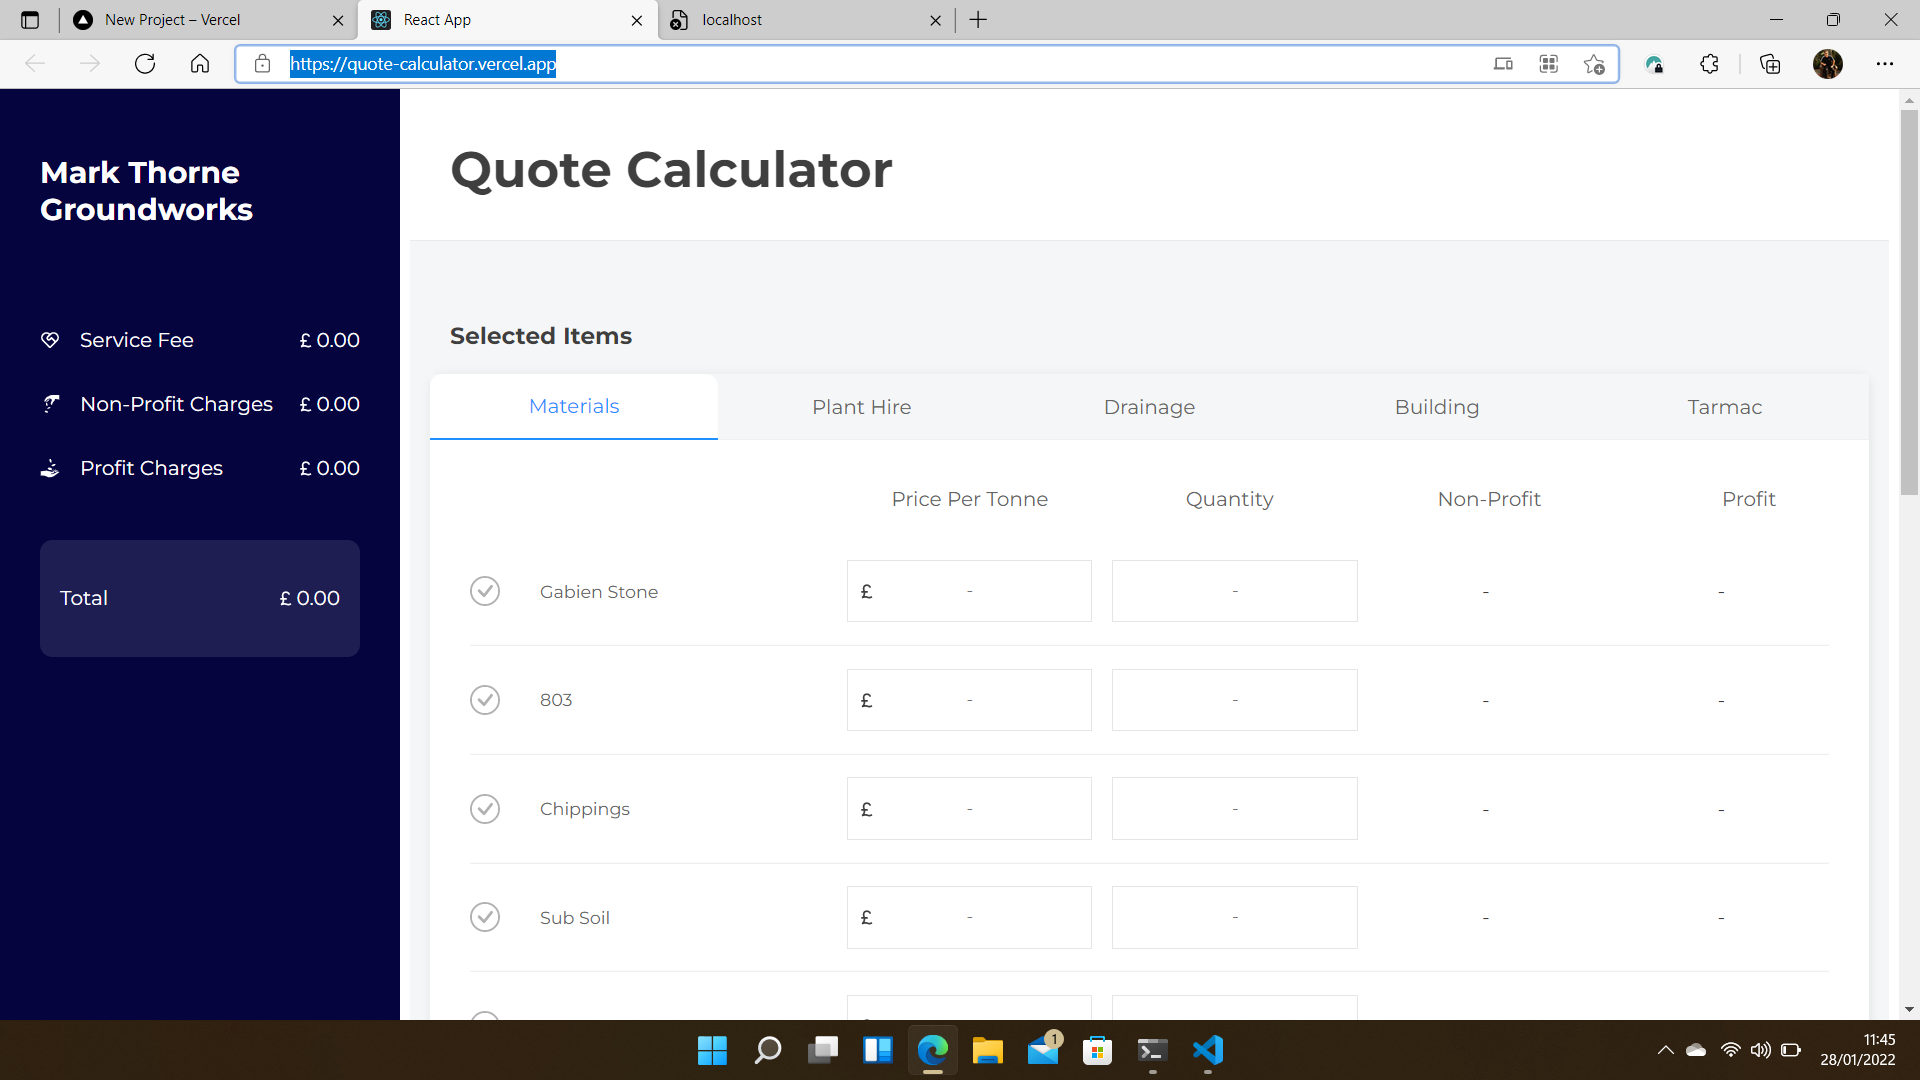 New Project – Vercel
React App
localhost
https://quote-calculator.vercel.app
Mark Thorne
Groundworks
Service Fee £ 0.00
Non-Profit Charges £ 0.00
Profit Charges £ 0.00
Total £ 0.00
Quote Calculator
Selected Items
Materials Plant Hire Drainage Building Tarmac
Price Per Tonne Quantity Non-Profit Profit
Gabien Stone £ - - - -
803 £ - - - -
Chippings £ - - - -
Sub Soil £ - - - -
1
11:45
28/01/2022